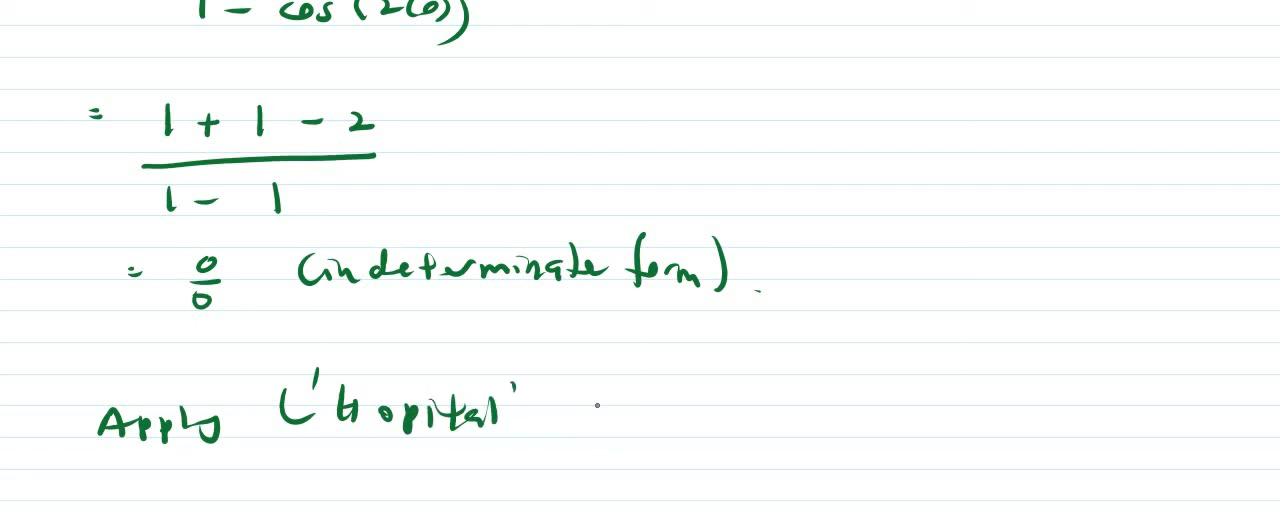 1 - cos (2(0))
= 1 + 1 - 2
1 - 1
= 0/0 (indeterminate form).
Apply L'Hopital'